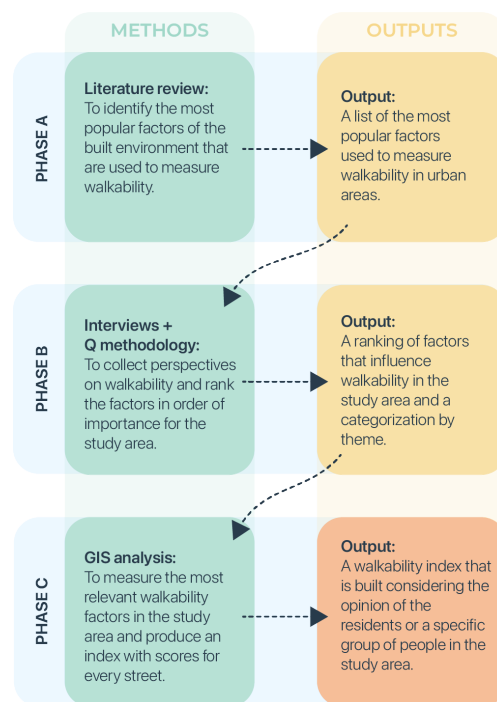 METHODS
OUTPUTS
PHASE A
Literature review:
To identify the most
popular factors of the
built environment that
are used to measure
walkability.
Output:
A list of the most
popular factors
used to measure
walkability in urban
areas.
PHASE B
Interviews +
Q methodology:
To collect perspectives
on walkability and rank
the factors in order of
importance for the
study area.
Output:
A ranking of factors
that influence
walkability in the
study area and a
categorization by
theme.
PHASE C
GIS analysis:
To measure the most
relevant walkability
factors in the study
area and produce an
index with scores for
every street.
Output:
A walkability index that
is built considering the
opinion of the
residents or a specific
group of people in the
study area.